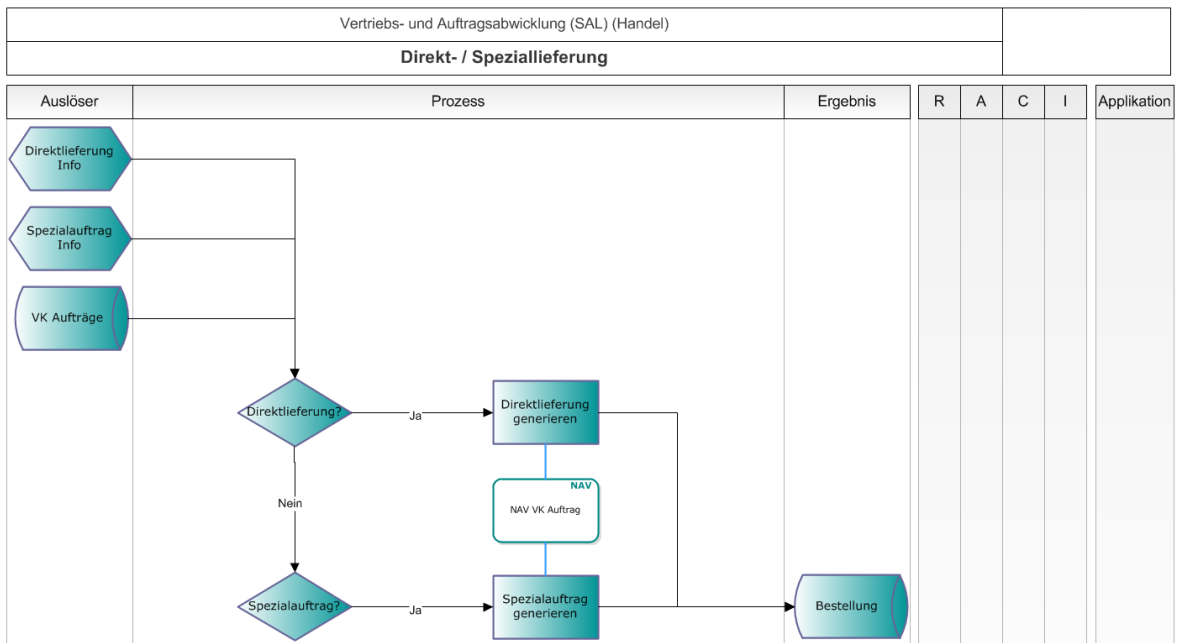 Vertriebs- und Auftragsabwicklung (SAL) (Handel)
Direkt- / Speziallieferung
Auslöser
Prozess
Ergebnis
R
A
C
I
Applikation
Direktlieferung
Info
Spezialauftrag
Info
VK Aufträge
Direktlieferung?
Ja
Direktlieferung
generieren
Nein
NAV
NAV VK Auftrag
Spezialauftrag?
Ja
Spezialauftrag
generieren
Bestellung